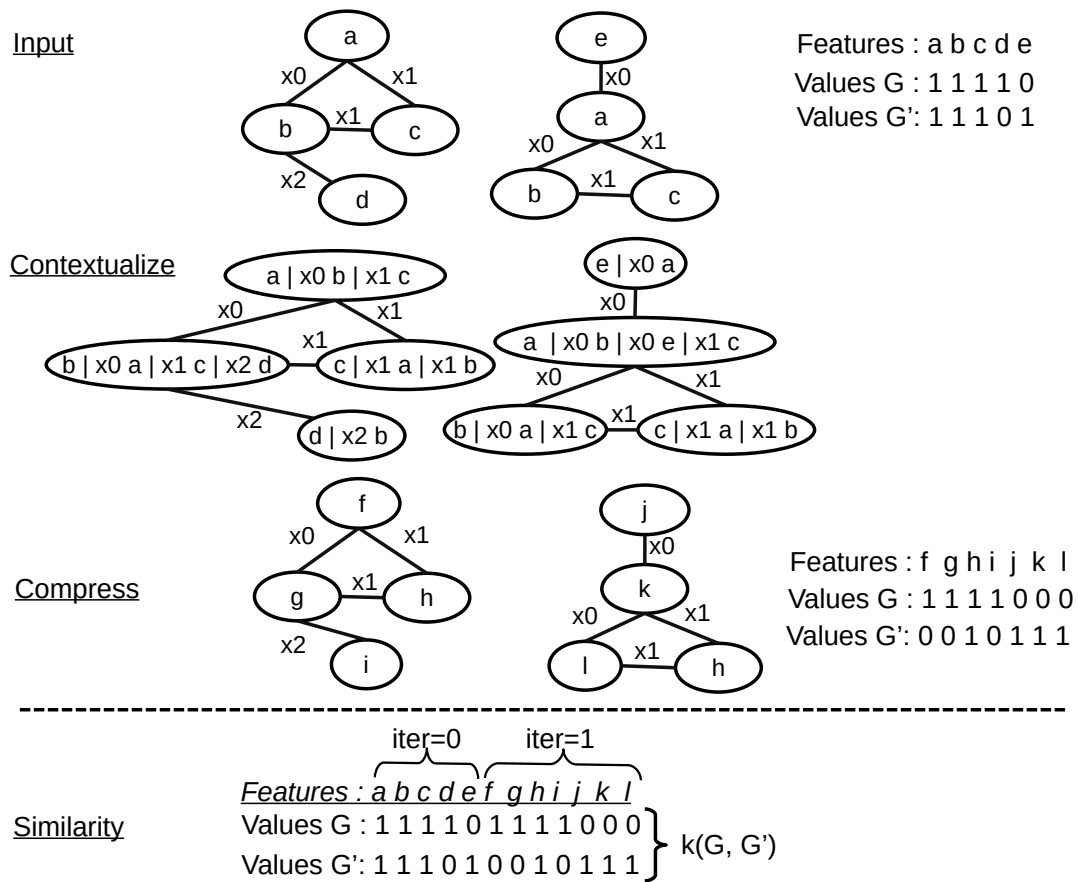 Input
a
x0
x1
b
x1
c
x2
d
e
x0
a
x0
x1
b
x1
c
Features : a b c d e
Values G : 1 1 1 1 0
Values G’: 1 1 1 0 1
Contextualize
a | x0 b | x1 c
x0
x1
b | x0 a | x1 c | x2 d
x1
c | x1 a | x1 b
x2
d | x2 b
e | x0 a
x0
a | x0 b | x0 e | x1 c
x0
x1
b | x0 a | x1 c
x1
c | x1 a | x1 b
Compress
f
x0
x1
g
x1
h
x2
i
j
x0
k
x0
x1
l
x1
h
Features : f g h i j k l
Values G : 1 1 1 1 0 0 0
Values G’: 0 0 1 0 1 1 1
Similarity
iter=0 iter=1
Features : a b c d e f g h i j k l
Values G : 1 1 1 1 0 1 1 1 1 0 0 0
Values G’: 1 1 1 0 1 0 0 1 0 1 1 1
k(G, G’)